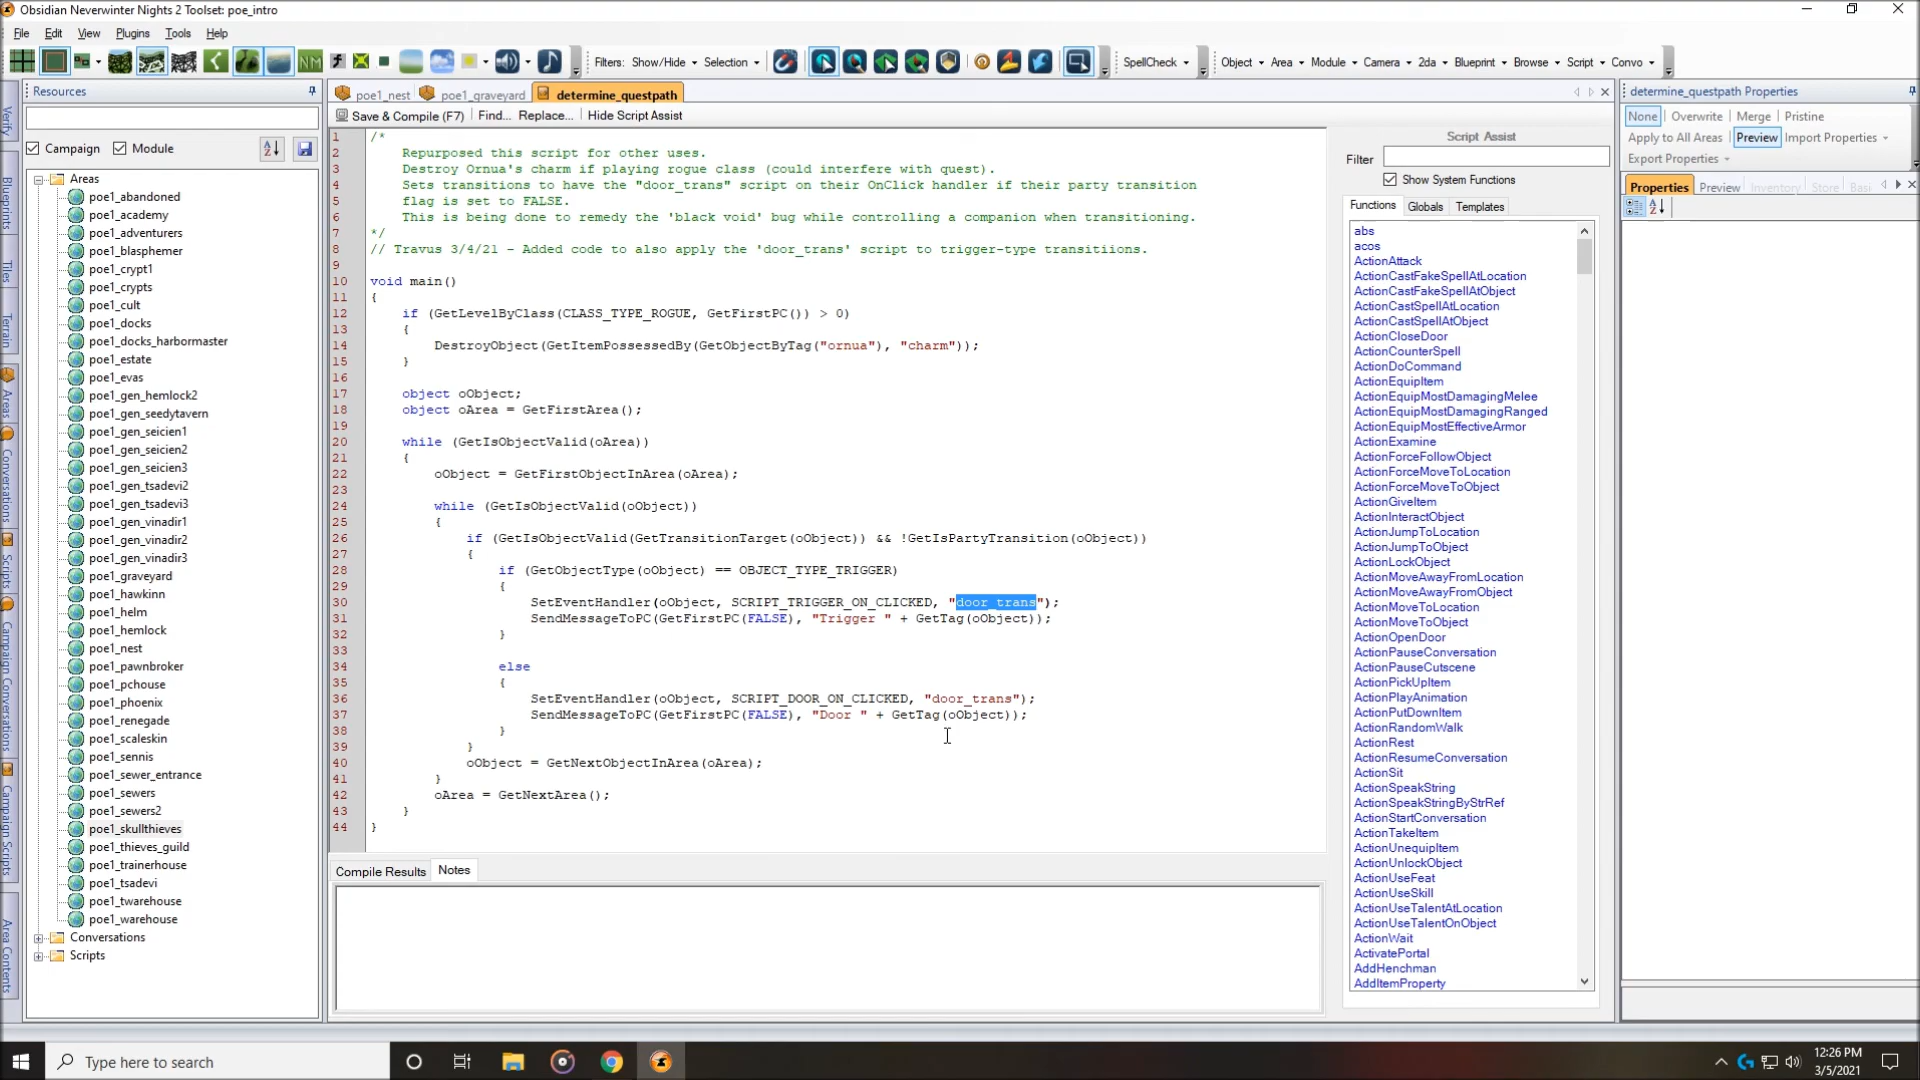 Obsidian Neverwinter Nights 2 Toolset: poe_intro
File Edit View Plugins Tools Help
Filters: Show/Hide Selection SpellCheck Object Area Module Camera 2da Blueprint Browse Script Convo
Resources
Campaign Module
Areas
poe1_abandoned
poe1_academy
poe1_adventurers
poe1_blasphemer
poe1_crypt1
poe1_crypts
poe1_cult
poe1_docks
poe1_docks_harbormaster
poe1_estate
poe1_evas
poe1_gen_hemlock2
poe1_gen_seedytavern
poe1_gen_seicien1
poe1_gen_seicien2
poe1_gen_seicien3
poe1_gen_tsadevi2
poe1_gen_tsadevi3
poe1_gen_vinadir1
poe1_gen_vinadir2
poe1_gen_vinadir3
poe1_graveyard
poe1_hawkinn
poe1_helm
poe1_hemlock
poe1_nest
poe1_pawnbroker
poe1_pchouse
poe1_phoenix
poe1_renegade
poe1_scaleskin
poe1_sennis
poe1_sewer_entrance
poe1_sewers
poe1_sewers2
poe1_skullthieves
poe1_thieves_guild
poe1_trainerhouse
poe1_tsadevi
poe1_twarehouse
poe1_warehouse
Conversations
Scripts
Verify
Blueprints
Tiles
Terrain
Areas
Conversations
Scripts
Campaign Conversations
Campaign Scripts
Area Contents
poe1_nest poe1_graveyard determine_questpath
Save & Compile (F7) Find... Replace... Hide Script Assist
1 /*
2 Repurposed this script for other uses.
3 Destroy Ornua's charm if playing rogue class (could interfere with quest).
4 Sets transitions to have the "door_trans" script on their OnClick handler if their party transition
5 flag is set to FALSE.
6 This is being done to remedy the 'black void' bug while controlling a companion when transitioning.
7 */
8 // Travus 3/4/21 - Added code to also apply the 'door_trans' script to trigger-type transitiions.
9
10 void main()
11 {
12 if (GetLevelByClass(CLASS_TYPE_ROGUE, GetFirstPC()) > 0)
13 {
14 DestroyObject(GetItemPossessedBy(GetObjectByTag("ornua"), "charm"));
15 }
16
17 object oObject;
18 object oArea = GetFirstArea();
19
20 while (GetIsObjectValid(oArea))
21 {
22 oObject = GetFirstObjectInArea(oArea);
23
24 while (GetIsObjectValid(oObject))
25 {
26 if (GetIsObjectValid(GetTransitionTarget(oObject)) && !GetIsPartyTransition(oObject))
27 {
28 if (GetObjectType(oObject) == OBJECT_TYPE_TRIGGER)
29 {
30 SetEventHandler(oObject, SCRIPT_TRIGGER_ON_CLICKED, "door_trans");
31 SendMessageToPC(GetFirstPC(FALSE), "Trigger " + GetTag(oObject));
32 }
33
34 else
35 {
36 SetEventHandler(oObject, SCRIPT_DOOR_ON_CLICKED, "door_trans");
37 SendMessageToPC(GetFirstPC(FALSE), "Door " + GetTag(oObject));
38 }
39 }
40 oObject = GetNextObjectInArea(oArea);
41 }
42 oArea = GetNextArea();
43 }
44 }
Compile Results Notes
Script Assist
Filter
Show System Functions
Functions Globals Templates
abs
acos
ActionAttack
ActionCastFakeSpellAtLocation
ActionCastFakeSpellAtObject
ActionCastSpellAtLocation
ActionCastSpellAtObject
ActionCloseDoor
ActionCounterSpell
ActionDoCommand
ActionEquipItem
ActionEquipMostDamagingMelee
ActionEquipMostDamagingRanged
ActionEquipMostEffectiveArmor
ActionExamine
ActionForceFollowObject
ActionForceMoveToLocation
ActionForceMoveToObject
ActionGiveItem
ActionInteractObject
ActionJumpToLocation
ActionJumpToObject
ActionLockObject
ActionMoveAwayFromLocation
ActionMoveAwayFromObject
ActionMoveToLocation
ActionMoveToObject
ActionOpenDoor
ActionPauseConversation
ActionPauseCutscene
ActionPickUpItem
ActionPlayAnimation
ActionPutDownItem
ActionRandomWalk
ActionRest
ActionResumeConversation
ActionSit
ActionSpeakString
ActionSpeakStringByStrRef
ActionStartConversation
ActionTakeItem
ActionUnequipItem
ActionUnlockObject
ActionUseFeat
ActionUseSkill
ActionUseTalentAtLocation
ActionUseTalentOnObject
ActionWait
ActivatePortal
AddHenchman
AddItemProperty
determine_questpath Properties
None Overwrite Merge Pristine
Apply to All Areas Preview Import Properties
Export Properties
Properties Preview Inventory Store Basi
Type here to search
12:26 PM
3/5/2021